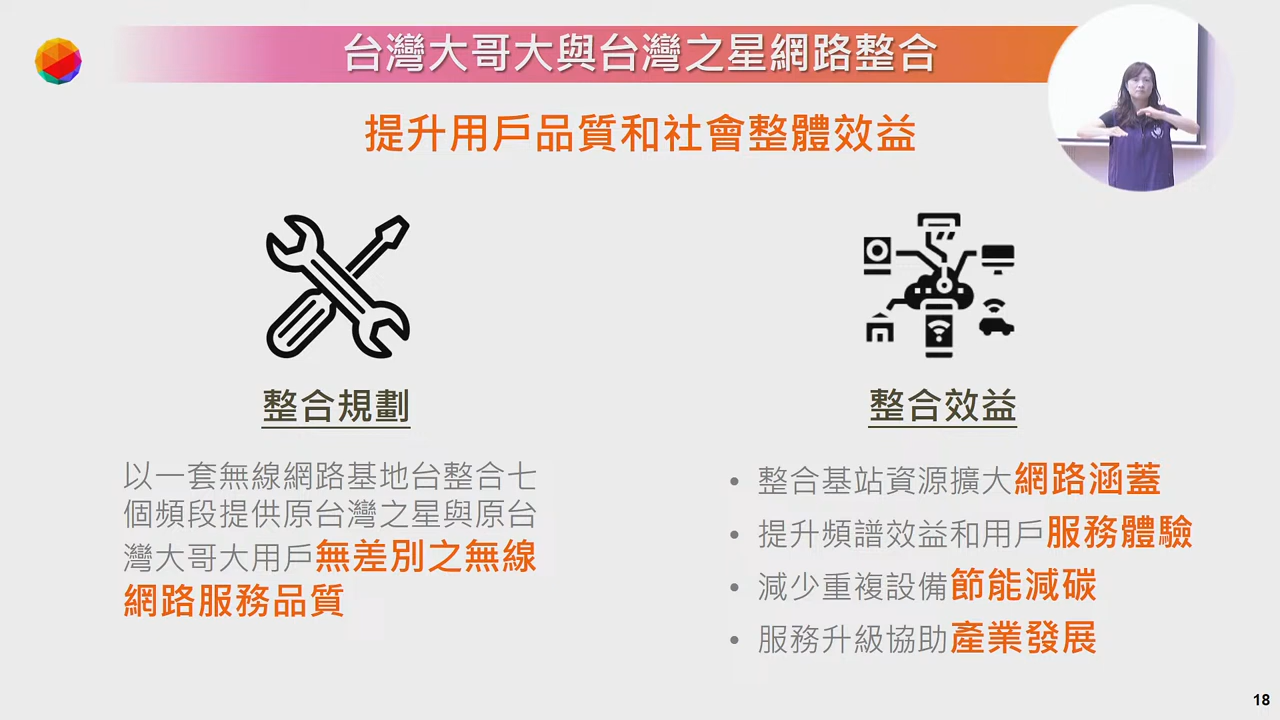 台灣大哥大與台灣之星網路整合
提升用戶品質和社會整體效益
整合規劃
以一套無線網路基地台整合七
個頻段提供原台灣之星與原台
灣大哥大用戶無差別之無線
網路服務品質
整合效益
• 整合基站資源擴大網路涵蓋
• 提升頻譜效益和用戶服務體驗
• 減少重複設備節能減碳
• 服務升級協助產業發展
18